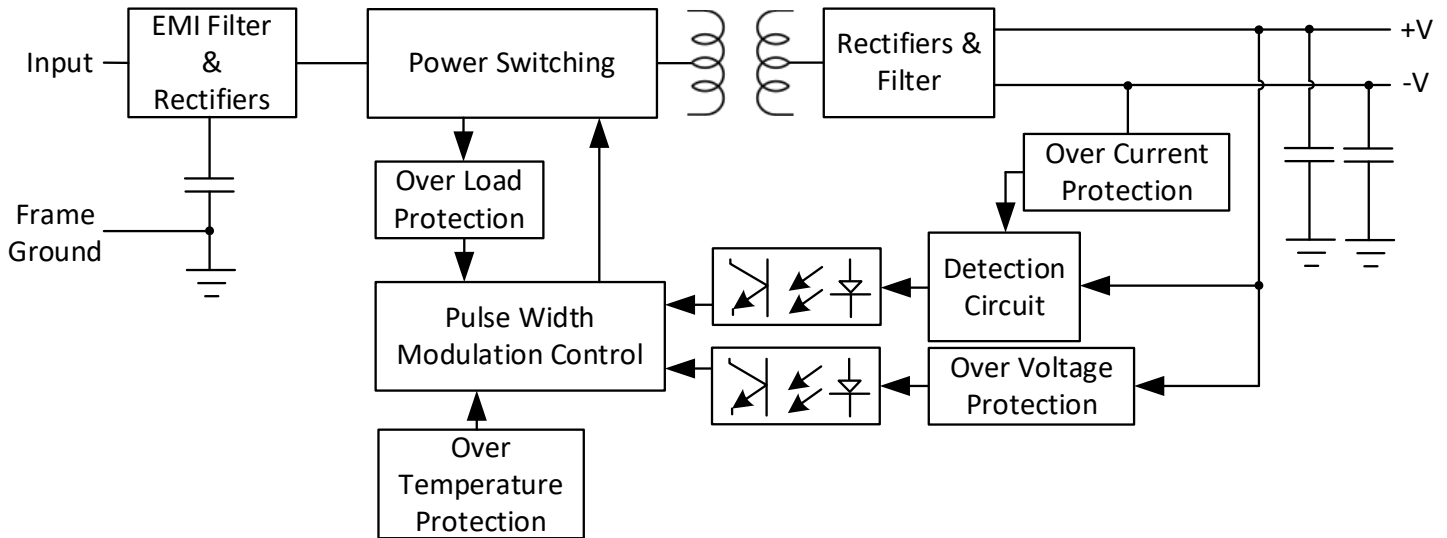 Input
EMI Filter
&
Rectifiers
Power Switching
Rectifiers &
Filter
+V
-V
Over Current
Protection
Over Load
Protection
Frame
Ground
Detection
Circuit
Pulse Width
Modulation Control
Over Voltage
Protection
Over
Temperature
Protection